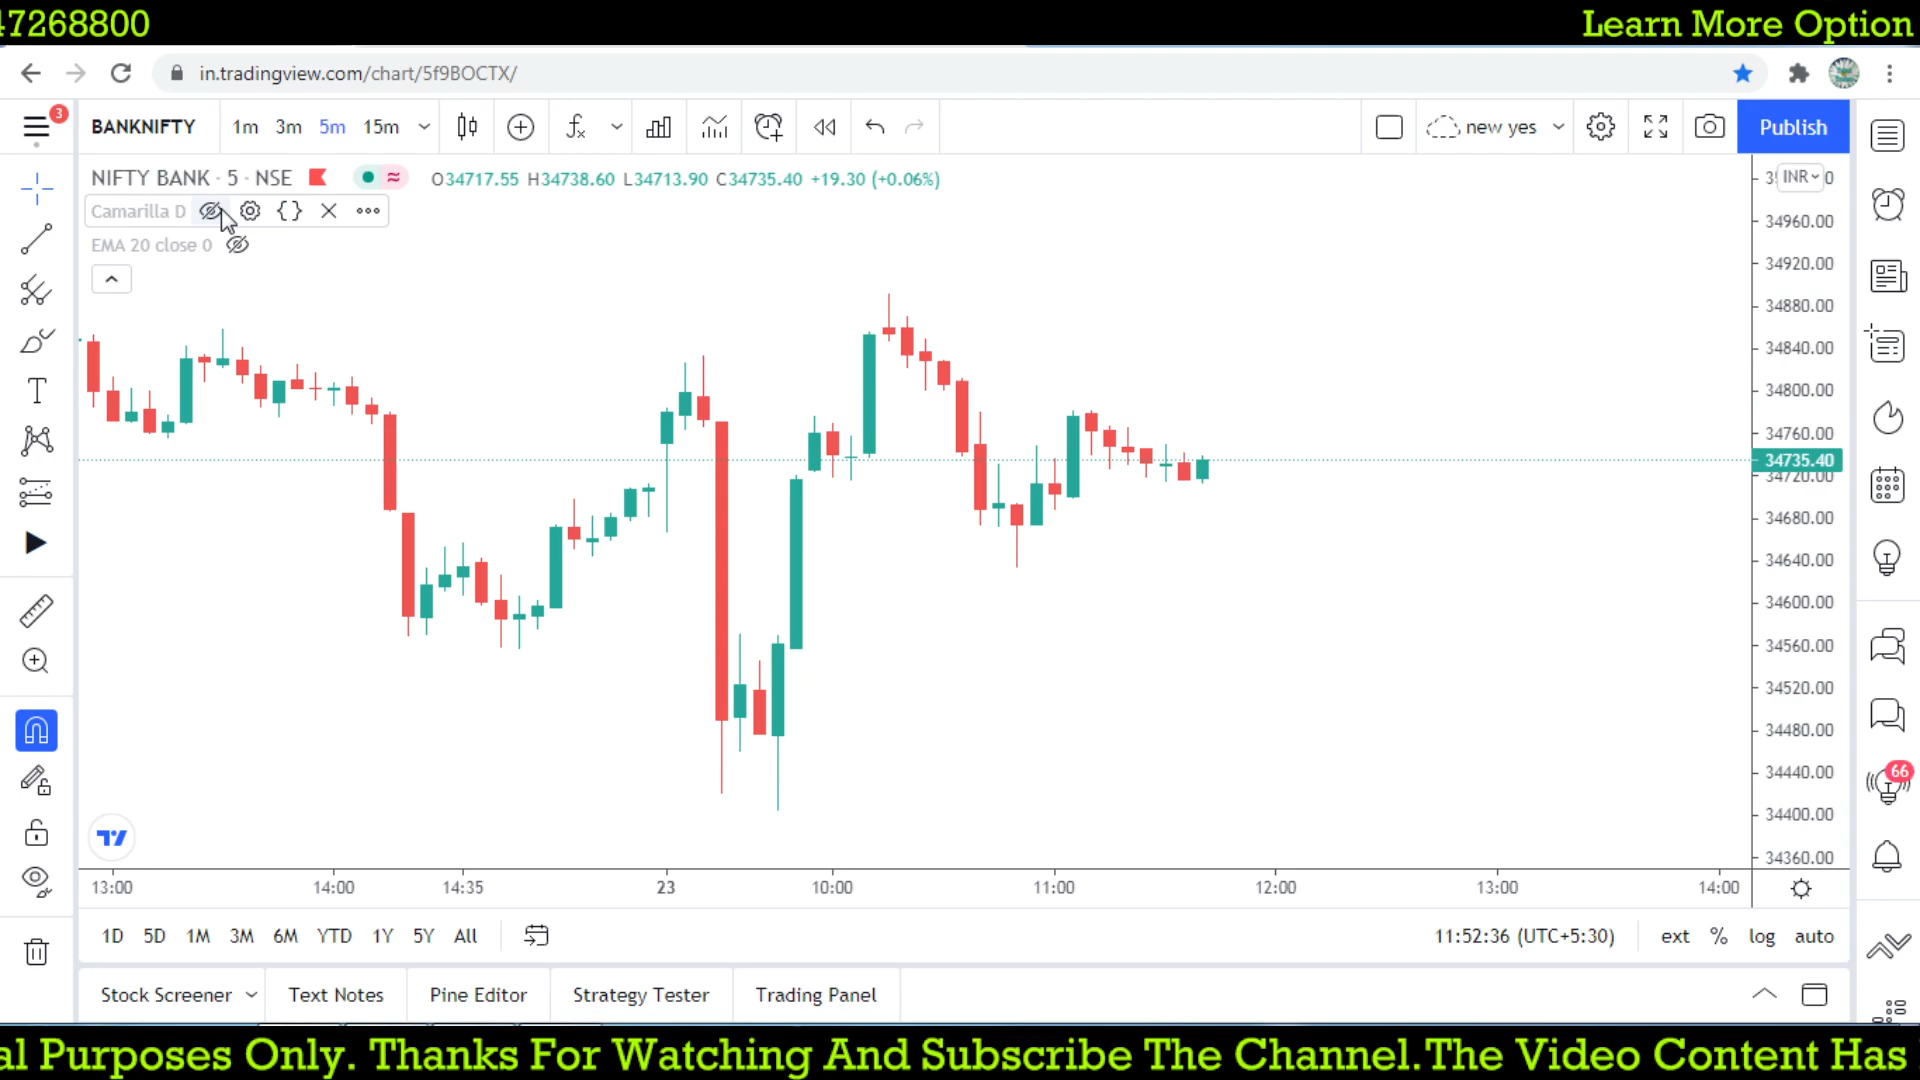 47268800
Learn More Option
in.tradingview.com/chart/5f9BOCTX/
3
BANKNIFTY 1m 3m 5m 15m
new yes
Publish
NIFTY BANK · 5 · NSE
O34717.55 H34738.60 L34713.90 C34735.40 +19.30 (+0.06%)
INR
Camarilla D
EMA 20 close 0
34960.00
34920.00
34880.00
34840.00
34800.00
34760.00
34735.40
34720.00
34680.00
34640.00
34600.00
34560.00
34520.00
34480.00
34440.00
34400.00
34360.00
66
13:00 14:00 14:35 23 10:00 11:00 12:00 13:00 14:00
1D 5D 1M 3M 6M YTD 1Y 5Y All
11:52:36 (UTC+5:30) ext % log auto
Stock Screener Text Notes Pine Editor Strategy Tester Trading Panel
al Purposes Only. Thanks For Watching And Subscribe The Channel.The Video Content Has